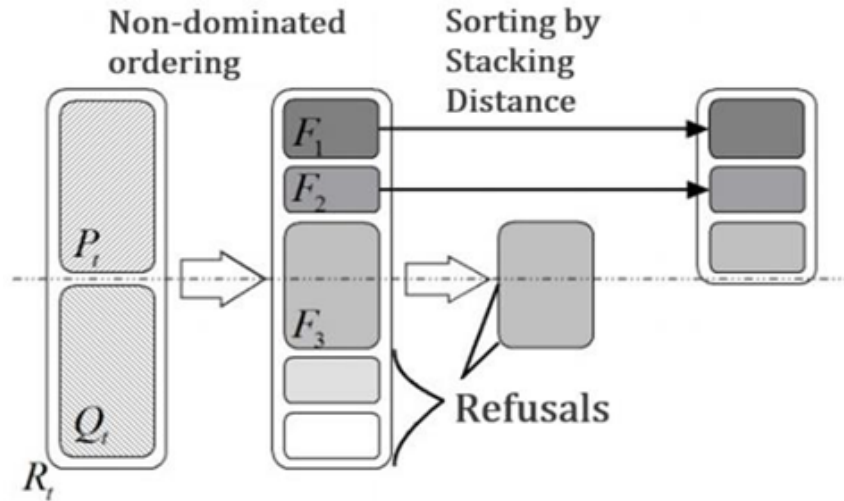 Non-dominated
ordering
Sorting by
Stacking
Distance
F₁
F₂
Pₜ
F₃
Refusals
Qₜ
Rₜ